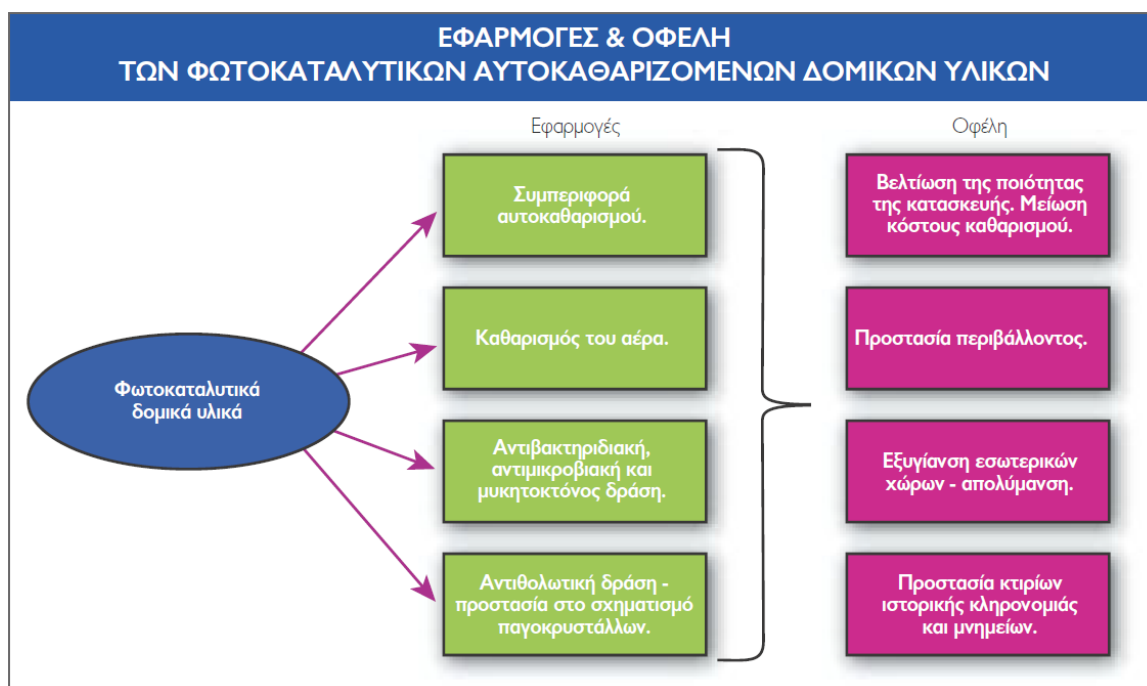 ΕΦΑΡΜΟΓΕΣ & ΟΦΕΛΗ
ΤΩΝ ΦΩΤΟΚΑΤΑΛΥΤΙΚΩΝ ΑΥΤΟΚΑΘΑΡΙΖΟΜΕΝΩΝ ΔΟΜΙΚΩΝ ΥΛΙΚΩΝ
Φωτοκαταλυτικά
δομικά υλικά
Εφαρμογές
Συμπεριφορά
αυτοκαθαρισμού.
Καθαρισμός του αέρα.
Αντιβακτηριδιακή,
αντιμικροβιακή και
μυκητοκτόνος δράση.
Αντιθολωτική δράση -
προστασία στο σχηματισμό
παγοκρυστάλλων.
Οφέλη
Βελτίωση της ποιότητας
της κατασκευής. Μείωση
κόστους καθαρισμού.
Προστασία περιβάλλοντος.
Εξυγίανση εσωτερικών
χώρων - απολύμανση.
Προστασία κτιρίων
ιστορικής κληρονομιάς
και μνημείων.